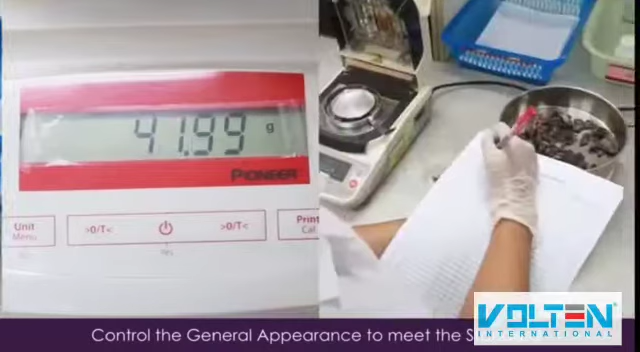 41.99 g
PIONEER
Unit
Menu
>0/T<
>0/T<
Print
Cal
Control the General Appearance to meet the S
VOLTEN
INTERNATIONAL